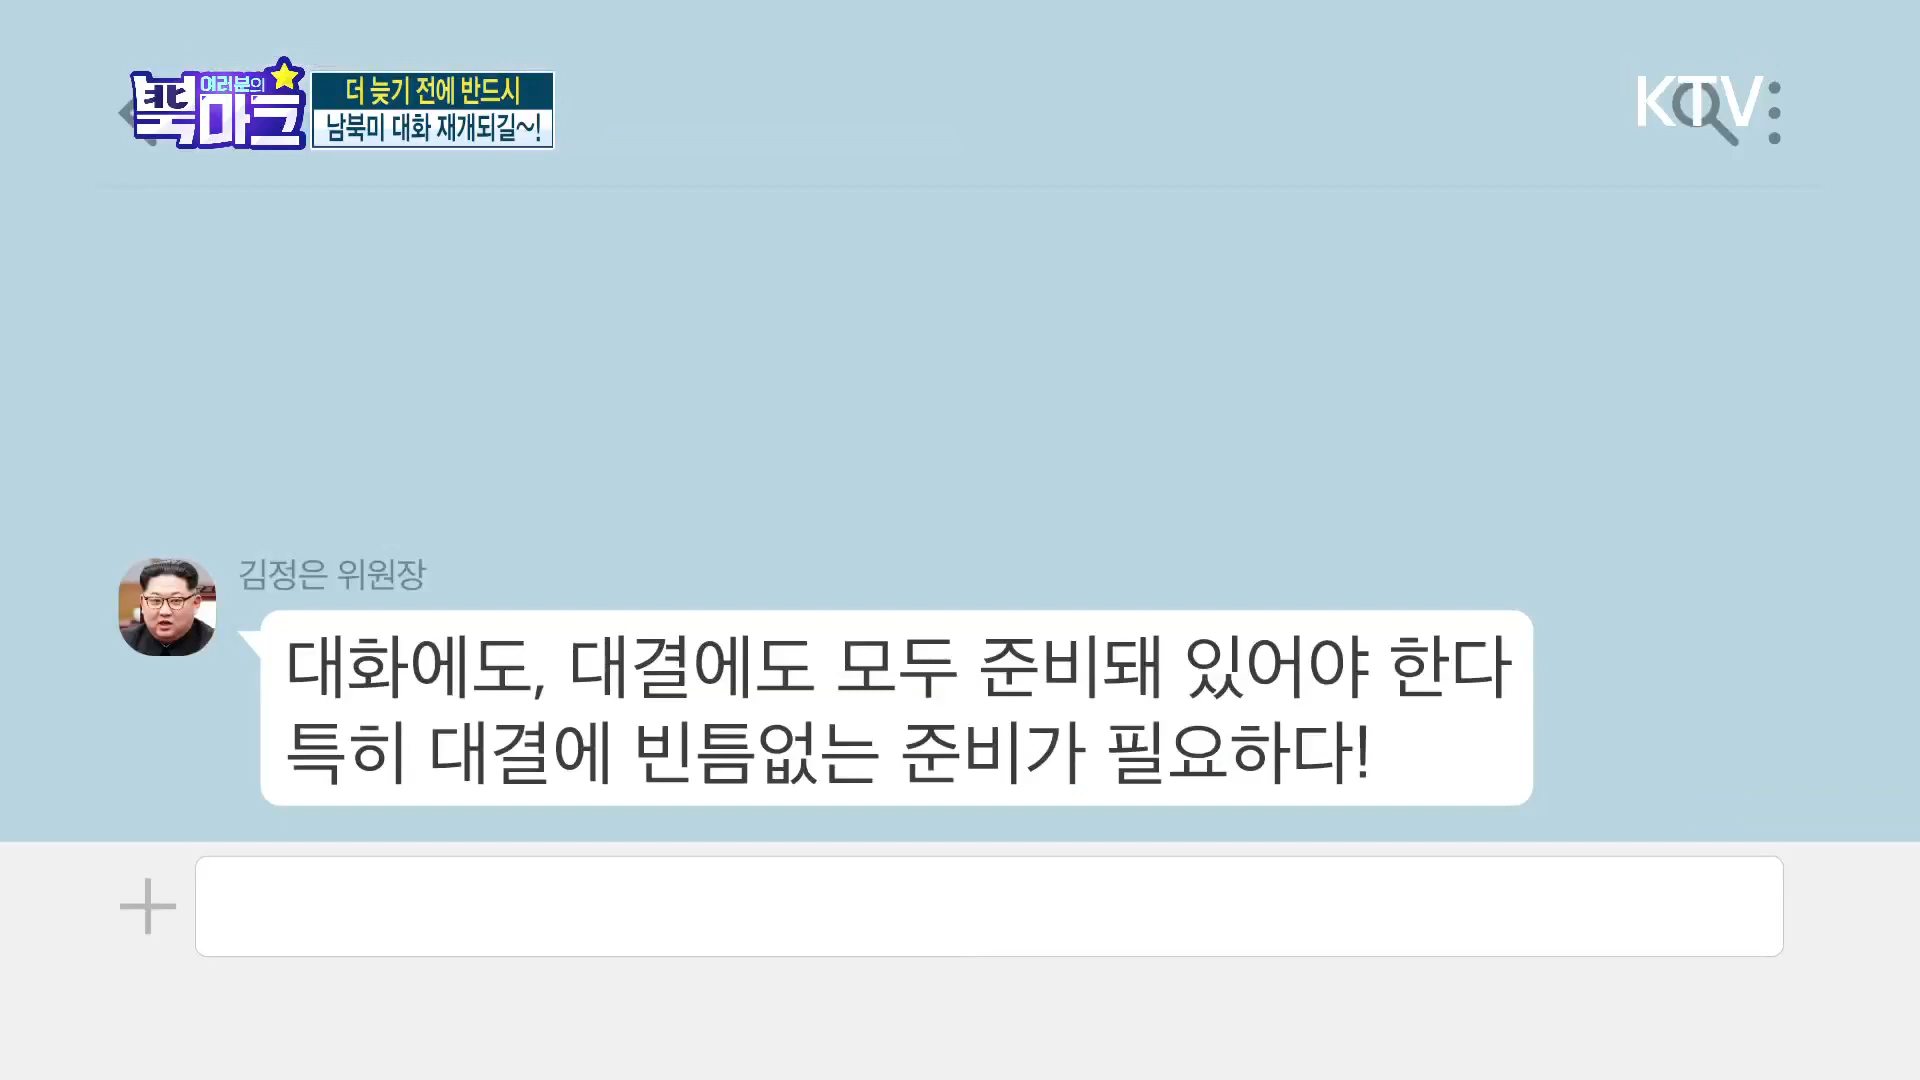 여러분의
북마크
더 늦기 전에 반드시
남북미 대화 재개되길~!
KTV
김정은 위원장
대화에도, 대결에도 모두 준비돼 있어야 한다
특히 대결에 빈틈없는 준비가 필요하다!